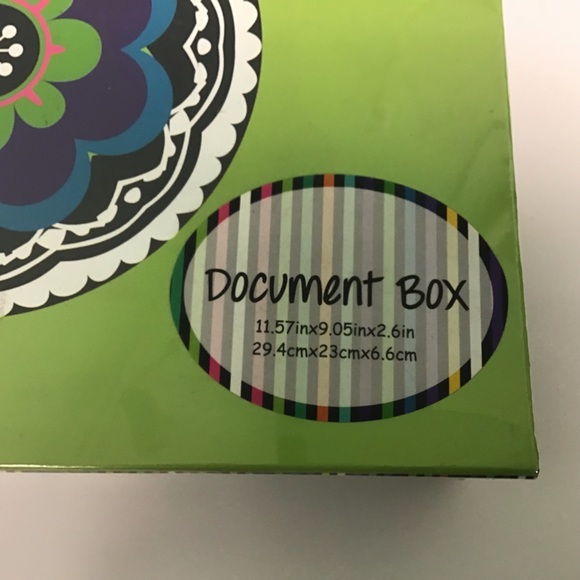 Document Box
11.57inx9.05inx2.6in
29.4cmx23cmx6.6cm